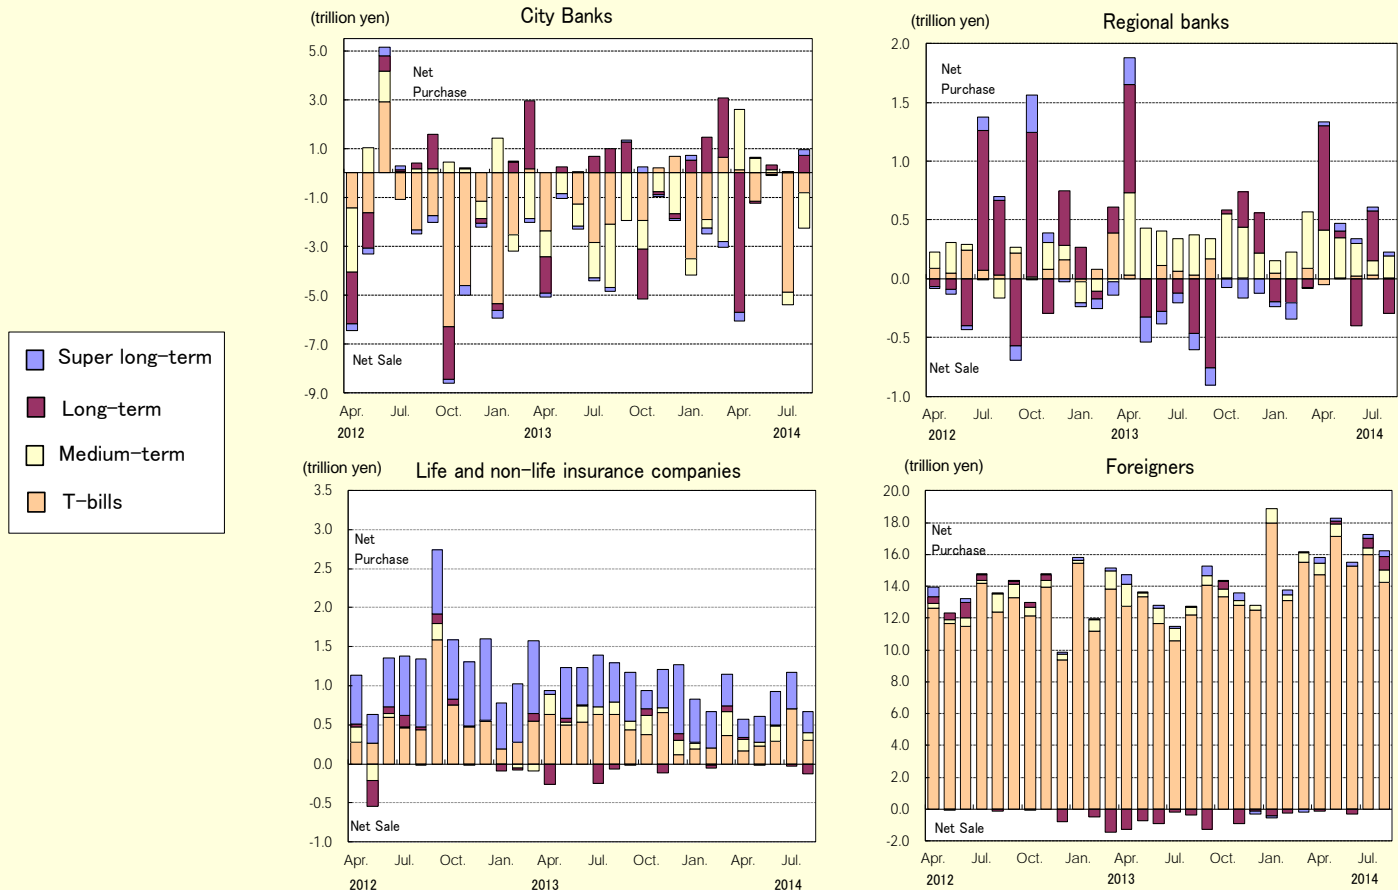 (trillion yen)
City Banks
5.0
3.0
1.0
-1.0
-3.0
-5.0
-7.0
-9.0
Net
Purchase
Net Sale
Apr. Jul. Oct. Jan. Apr. Jul. Oct. Jan. Apr. Jul.
2012 2013 2014
(trillion yen)
Regional banks
2.0
1.5
1.0
0.5
0.0
-0.5
-1.0
Net
Purchase
Net Sale
Apr. Jul. Oct. Jan. Apr. Jul. Oct. Jan. Apr. Jul.
2012 2013 2014
Super long-term
Long-term
Medium-term
T-bills
(trillion yen)
Life and non-life insurance companies
3.5
3.0
2.5
2.0
1.5
1.0
0.5
0.0
-0.5
-1.0
Net
Purchase
Net Sale
Apr. Jul. Oct. Jan. Apr. Jul. Oct. Jan. Apr. Jul.
2012 2013 2014
(trillion yen)
Foreigners
20.0
18.0
16.0
14.0
12.0
10.0
8.0
6.0
4.0
2.0
0.0
-2.0
Net
Purchase
Net Sale
Apr. Jul. Oct. Jan. Apr. Jul. Oct. Jan. Apr. Jul.
2012 2013 2014